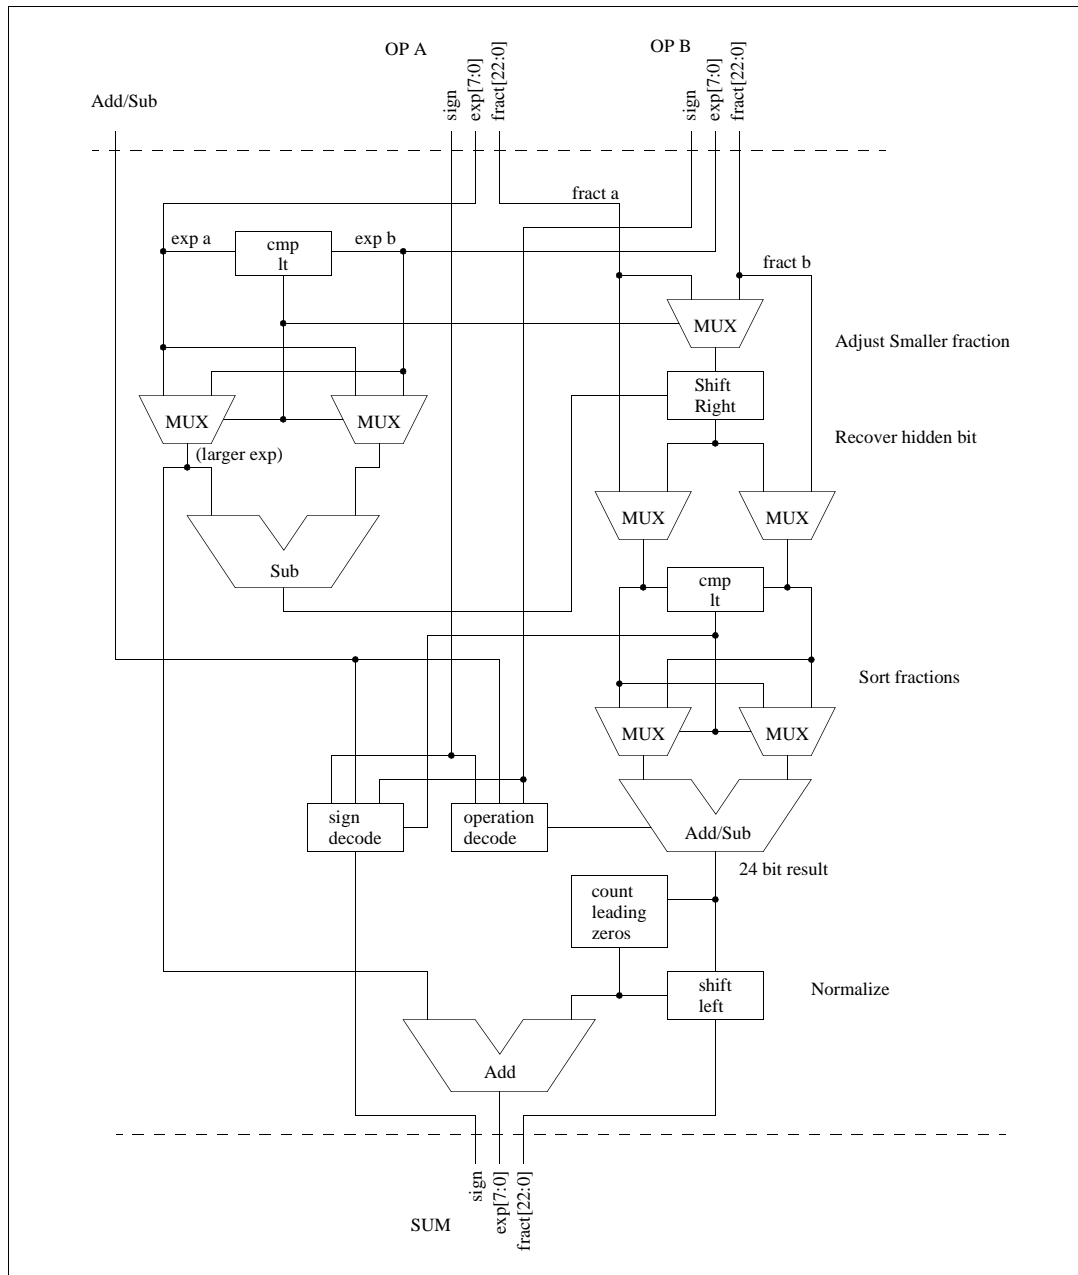 OP A
OP B
Add/Sub
sign
exp[7:0]
fract[22:0]
sign
exp[7:0]
fract[22:0]
fract a
exp a
cmp
lt
exp b
fract b
MUX
Adjust Smaller fraction
Shift
Right
MUX
MUX
Recover hidden bit
(larger exp)
MUX
MUX
Sub
cmp
lt
Sort fractions
MUX
MUX
sign
decode
operation
decode
Add/Sub
24 bit result
count
leading
zeros
shift
left
Normalize
Add
sign
exp[7:0]
fract[22:0]
SUM